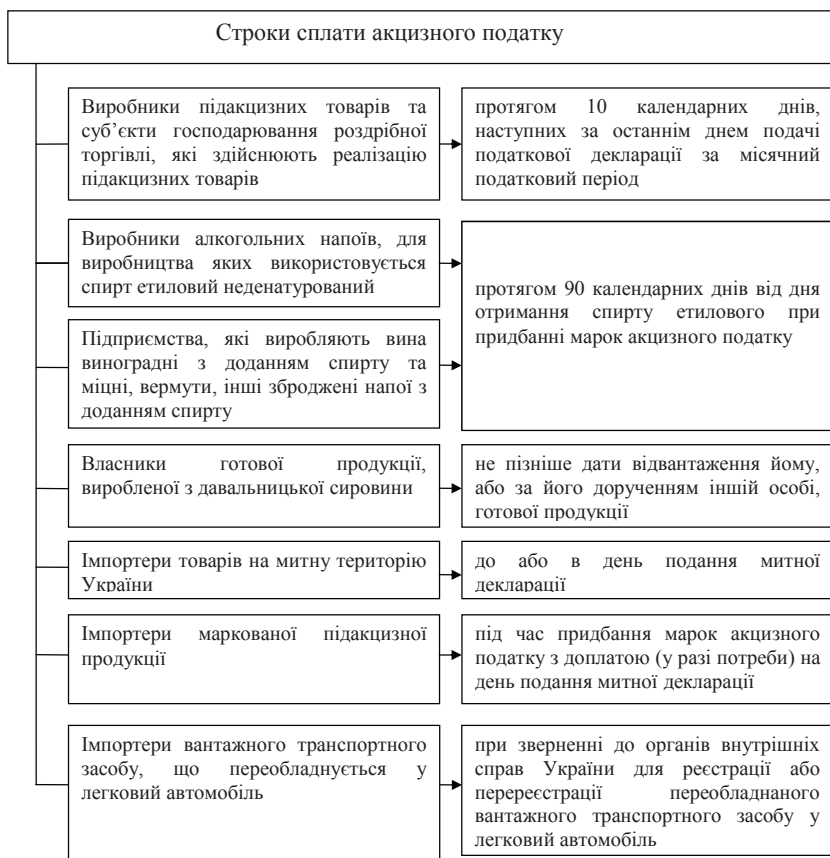 Строки сплати акцизного податку
Виробники підакцизних товарів та
суб’єкти господарювання роздрібної
торгівлі, які здійснюють реалізацію
підакцизних товарів
протягом 10 календарних днів,
наступних за останнім днем подачі
податкової декларації за місячний
податковий період
Виробники алкогольних напоїв, для
виробництва яких використовується
спирт етиловий неденатурований
Підприємства, які виробляють вина
виноградні з доданням спирту та
міцні, вермути, інші зброджені напої з
доданням спирту
протягом 90 календарних днів від дня
отримання спирту етилового при
придбанні марок акцизного податку
Власники готової продукції,
виробленої з давальницької сировини
не пізніше дати відвантаження йому,
або за його дорученням іншій особі,
готової продукції
Імпортери товарів на митну територію
України
до або в день подання митної
декларації
Імпортери маркованої підакцизної
продукції
під час придбання марок акцизного
податку з доплатою (у разі потреби) на
день подання митної декларації
Імпортери вантажного транспортного
засобу, що переобладнується у
легковий автомобіль
при зверненні до органів внутрішніх
справ України для реєстрації або
перереєстрації переобладнаного
вантажного транспортного засобу у
легковий автомобіль